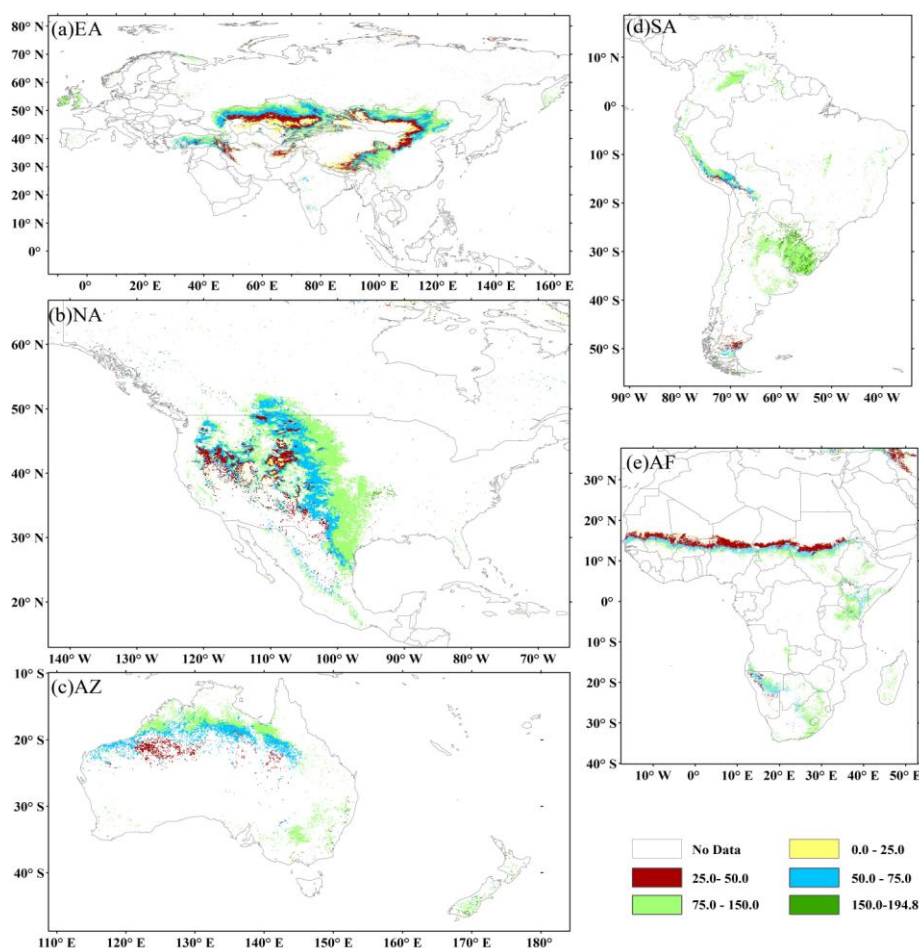 (a)EA
80° N
70° N
60° N
50° N
40° N
30° N
20° N
10° N
0°
0° 20° E 40° E 60° E 80° E 100° E 120° E 140° E 160° E
(b)NA
60° N
50° N
40° N
30° N
20° N
140° W 130° W 120° W 110° W 100° W 90° W 80° W 70° W
(c)AZ
10° S
20° S
30° S
40° S
110° E 120° E 130° E 140° E 150° E 160° E 170° E 180°
(d)SA
10° N
0°
10° S
20° S
30° S
40° S
50° S
90° W 80° W 70° W 60° W 50° W 40° W
(e)AF
30° N
20° N
10° N
0°
10° S
20° S
30° S
40° S
10° W 0° 10° E 20° E 30° E 40° E 50° E
No Data 0.0 - 25.0
25.0- 50.0 50.0 - 75.0
75.0 - 150.0 150.0-194.8